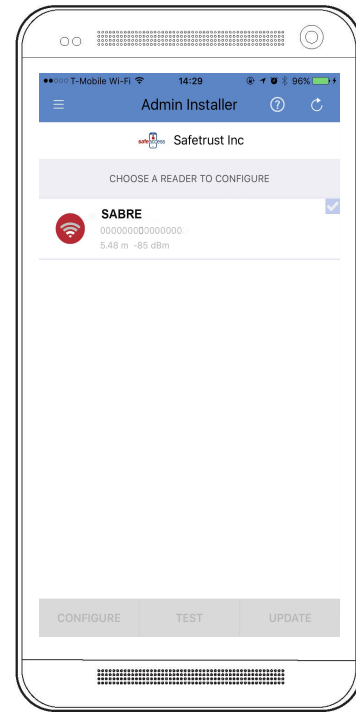 T-Mobile Wi-Fi 14:29 96%
Admin Installer
safeaccess Safetrust Inc
CHOOSE A READER TO CONFIGURE
SABRE
0000000000000000
5.48 m -85 dBm
CONFIGURE TEST UPDATE